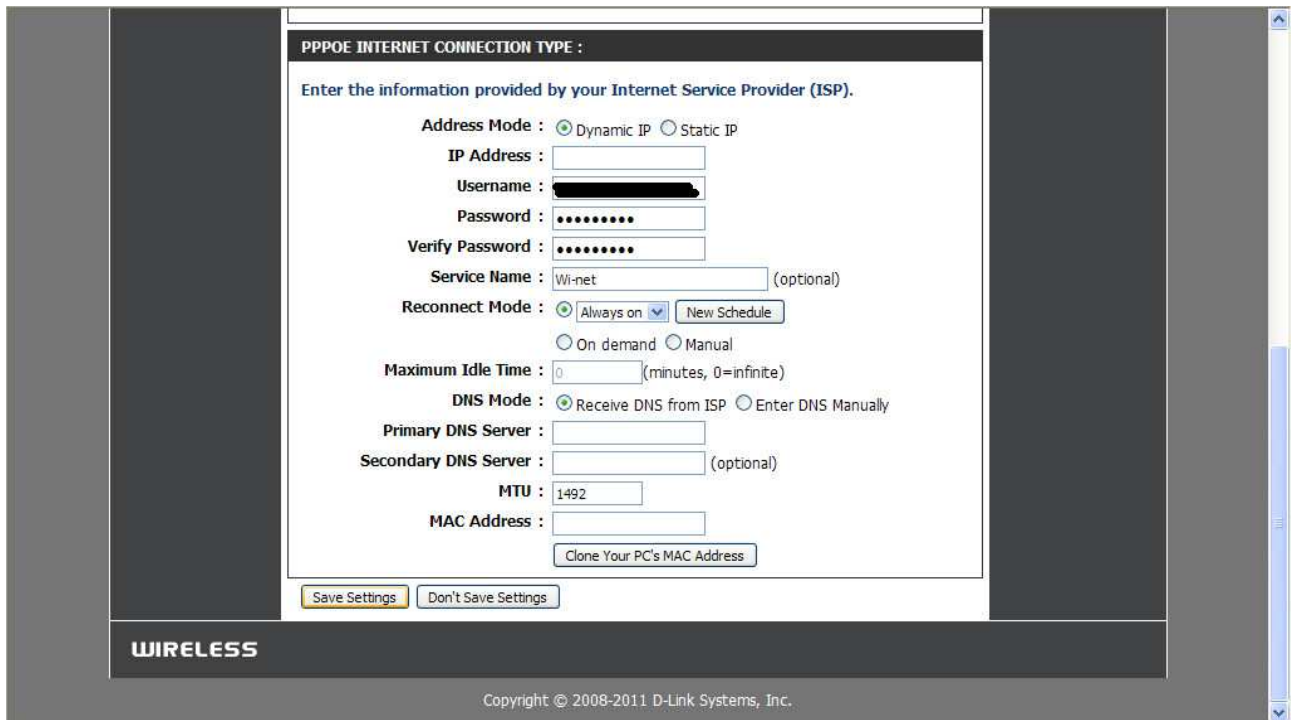 PPPOE INTERNET CONNECTION TYPE :
Enter the information provided by your Internet Service Provider (ISP).
Address Mode : Dynamic IP Static IP
IP Address :
Username :
Password : •••••••••
Verify Password : •••••••••
Service Name : Wi-net (optional)
Reconnect Mode : Always on New Schedule
On demand Manual
Maximum Idle Time : 0 (minutes, 0=infinite)
DNS Mode : Receive DNS from ISP Enter DNS Manually
Primary DNS Server :
Secondary DNS Server : (optional)
MTU : 1492
MAC Address :
Clone Your PC's MAC Address
Save Settings Don't Save Settings
WIRELESS
Copyright © 2008-2011 D-Link Systems, Inc.